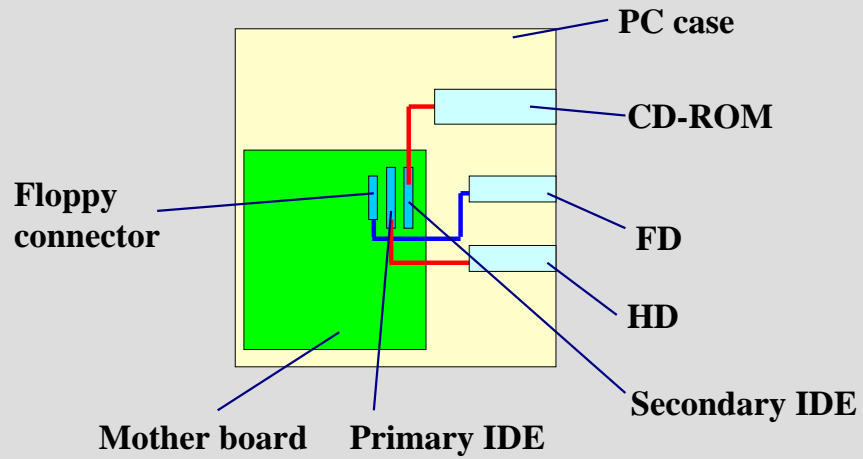 PC case
CD-ROM
Floppy
connector
FD
HD
Secondary IDE
Mother board
Primary IDE